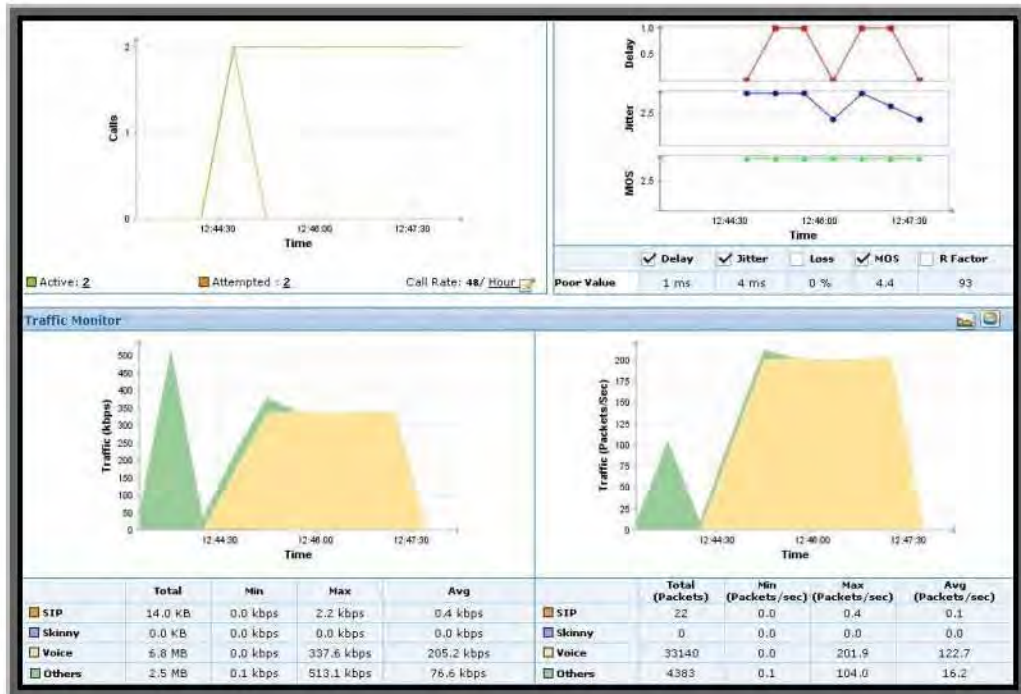 2
1
0
Calls
12:44:30 12:46:00 12:47:30
Time
Active: 2 Attempted : 2 Call Rate: 48/ Hour
1.0
0.5
Delay
2.5
Jitter
2.5
MOS
12:44:30 12:46:00 12:47:30
Time
Delay Jitter Loss MOS R Factor
Poor Value 1 ms 4 ms 0 % 4.4 93
Traffic Monitor
500
450
400
350
300
250
200
150
100
50
0
Traffic (kbps)
12:44:30 12:46:00 12:47:30
Time
Total Min Max Avg
SIP 14.0 KB 0.0 kbps 2.2 kbps 0.4 kbps
Skinny 0.0 KB 0.0 kbps 0.0 kbps 0.0 kbps
Voice 6.8 MB 0.0 kbps 337.6 kbps 205.2 kbps
Others 2.5 MB 0.1 kbps 513.1 kbps 76.6 kbps
200
175
150
125
100
75
50
25
0
Traffic (Packets/Sec)
12:44:30 12:46:00 12:47:30
Time
Total (Packets) Min (Packets/sec) Max (Packets/sec) Avg (Packets/sec)
SIP 22 0.0 0.4 0.1
Skinny 0 0.0 0.0 0.0
Voice 33140 0.0 201.9 122.7
Others 4383 0.1 104.0 16.2